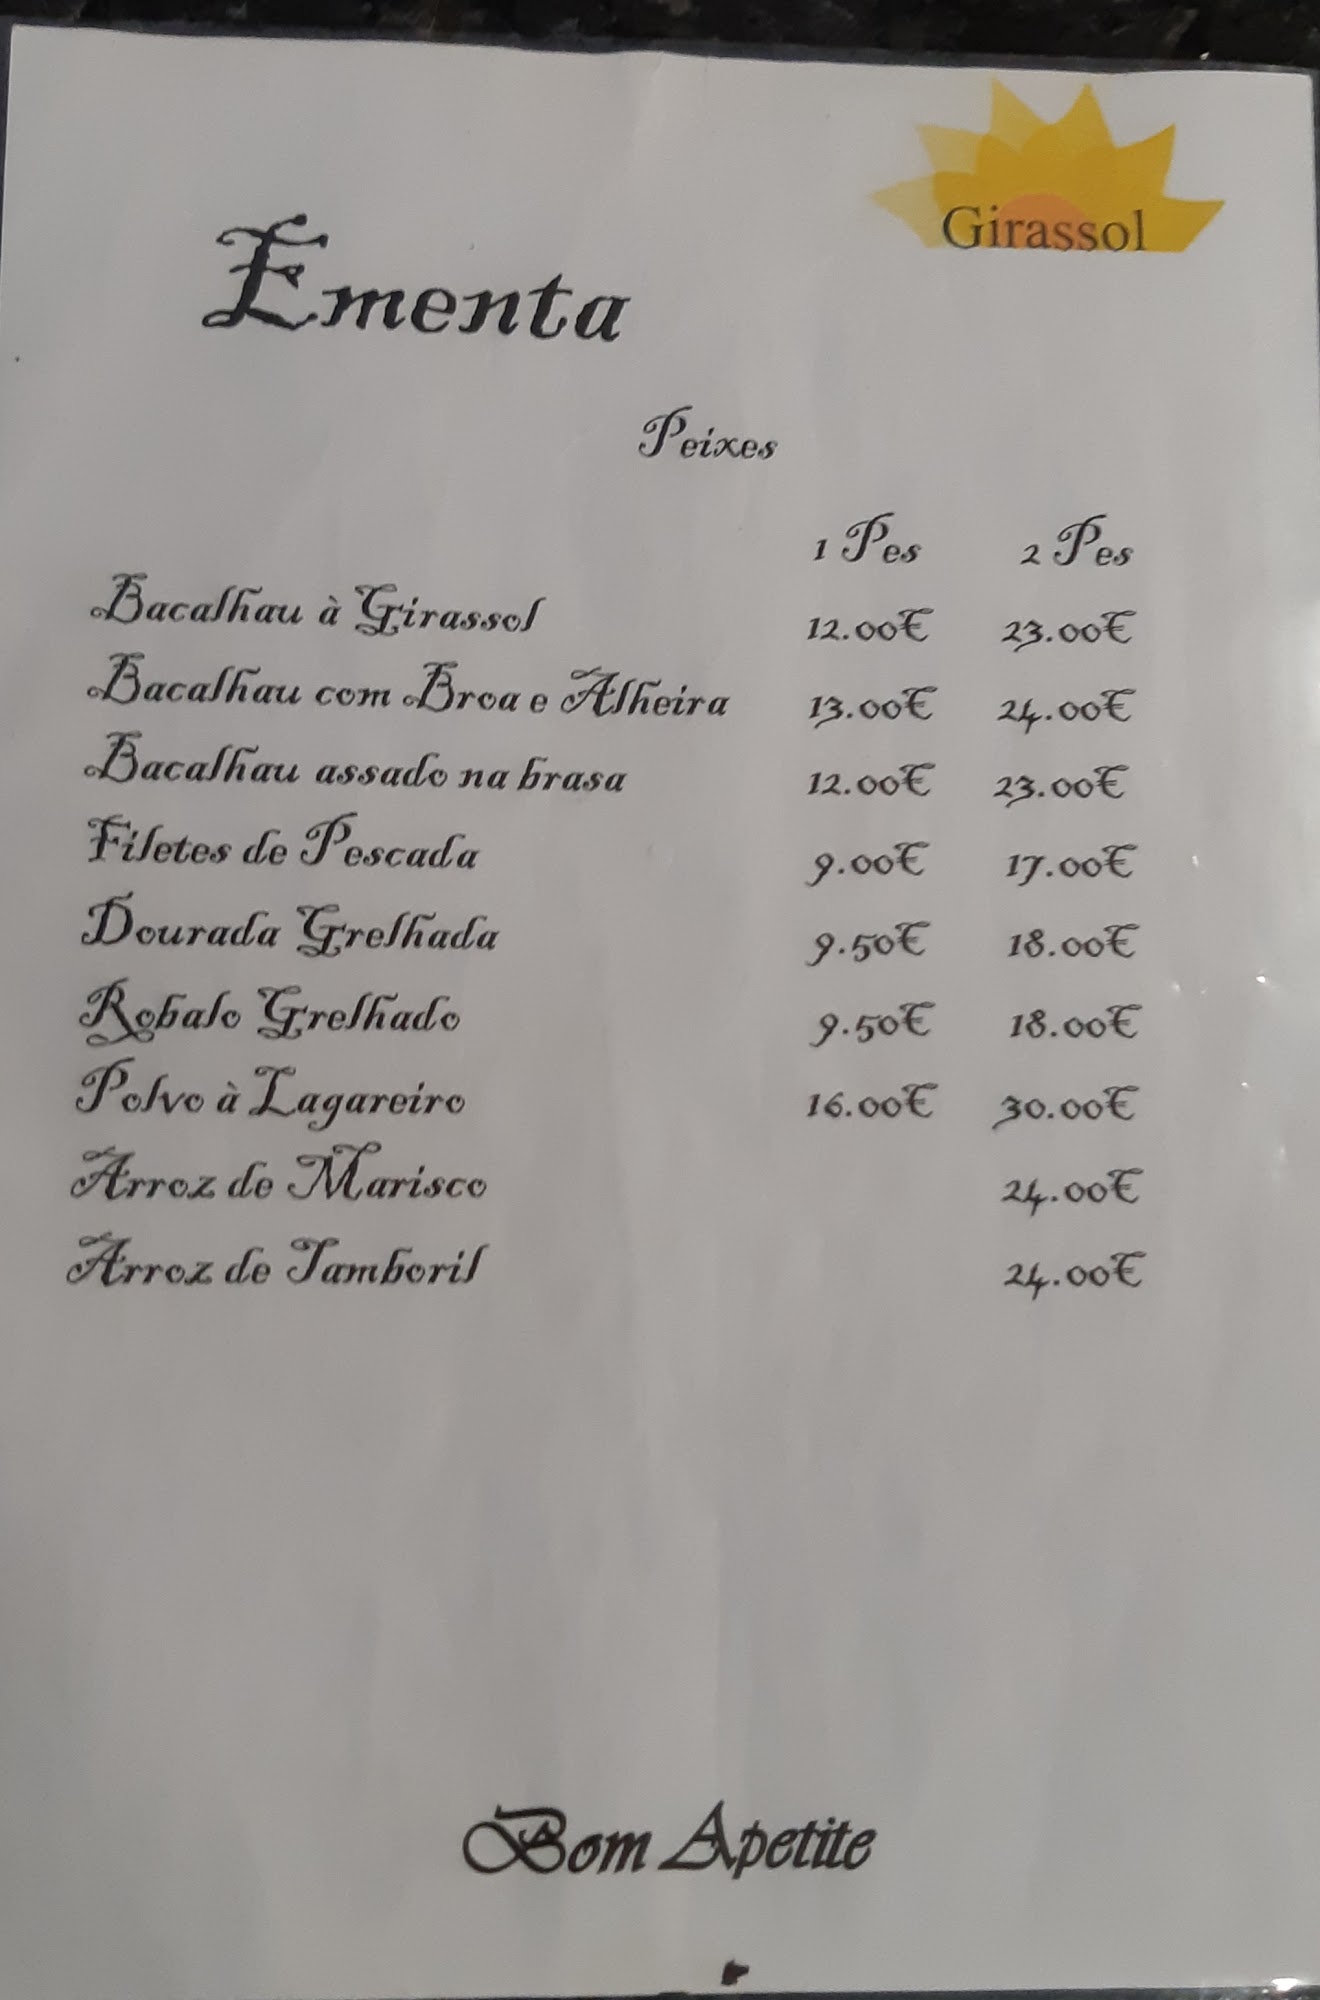 Girassol
Ementa
Peixes
1 Pes 2 Pes
Bacalhau à Girassol 12.00€ 23.00€
Bacalhau com Broa e Alheira 13.00€ 24.00€
Bacalhau assado na brasa 12.00€ 23.00€
Filetes de Pescada 9.00€ 17.00€
Dourada Grelhada 9.50€ 18.00€
Robalo Grelhado 9.50€ 18.00€
Polvo à Lagareiro 16.00€ 30.00€
Arroz de Marisco 24.00€
Arroz de Tamboril 24.00€
Bom Apetite